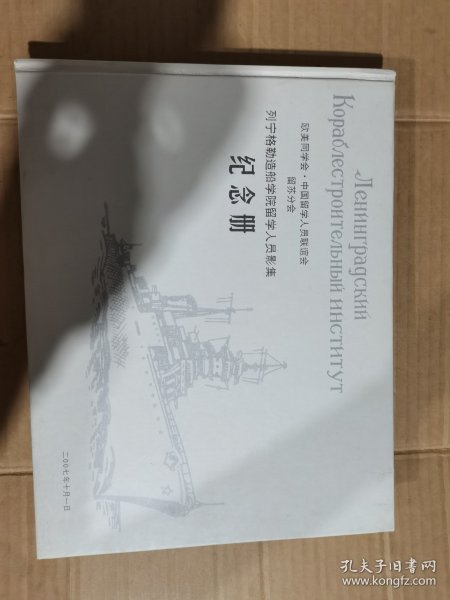 Ленинградский
Кораблестроительный институт
欧美同学会·中国留学人员联谊会
留苏分会
列宁格勒造船学院留学人员影集
纪念册
二00七年十月一日
孔夫子旧书网
www.kongfz.com